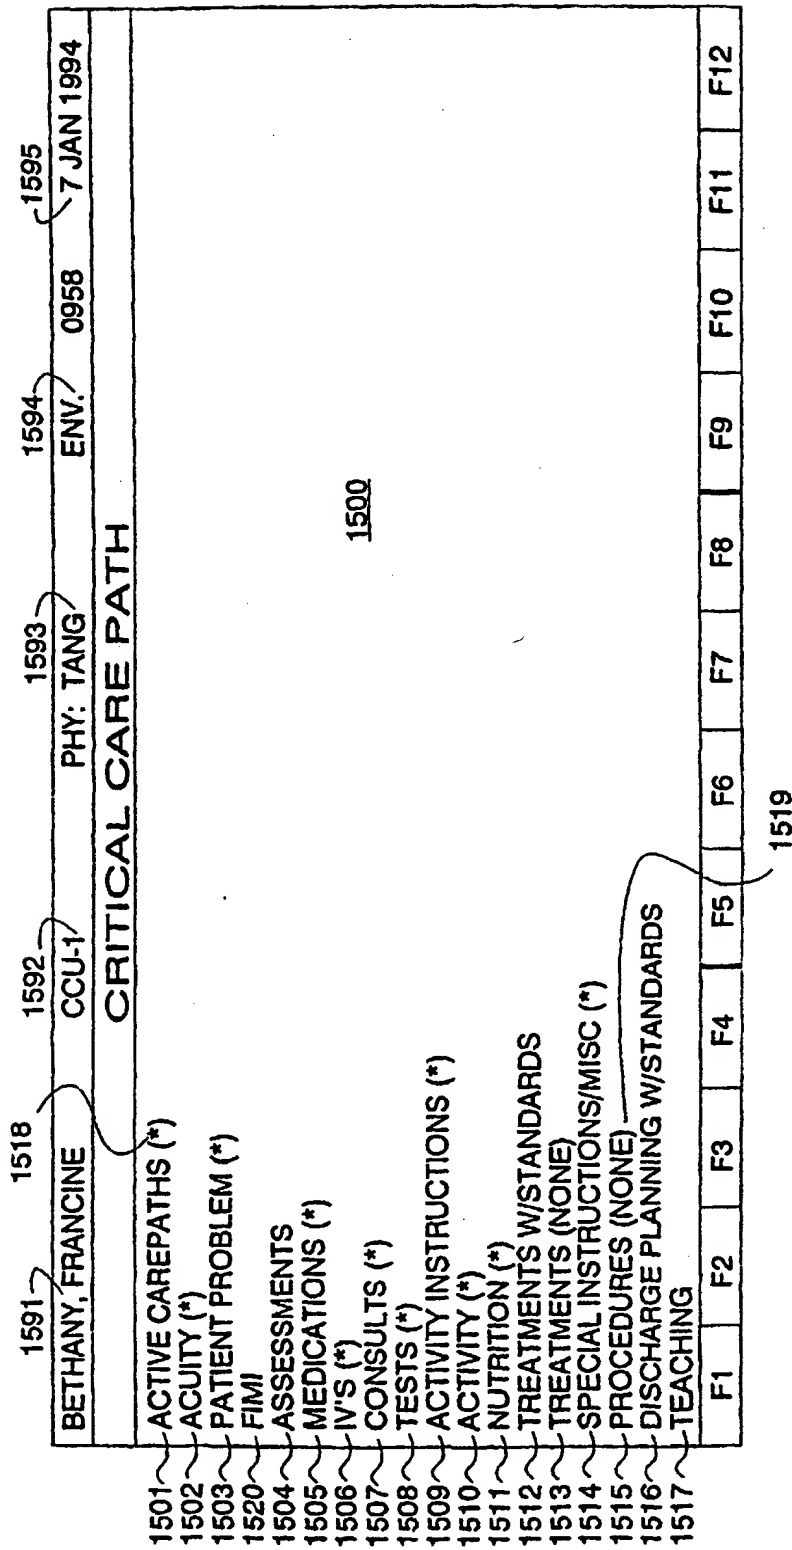 1591 1518 1592 1593 1594 1595
BETHANY, FRANCINE CCU-1 PHY: TANG ENV. 0958 7 JAN 1994
CRITICAL CARE PATH
1500
1501 ACTIVE CAREPATHS (*)
1502 ACUITY (*)
1503 PATIENT PROBLEM (*)
1520 FIMI
1504 ASSESSMENTS
1505 MEDICATIONS (*)
1506 IV'S (*)
1507 CONSULTS (*)
1508 TESTS (*)
1509 ACTIVITY INSTRUCTIONS (*)
1510 ACTIVITY (*)
1511 NUTRITION (*)
1512 TREATMENTS W/STANDARDS
1513 TREATMENTS (NONE)
1514 SPECIAL INSTRUCTIONS/MISC (*)
1515 PROCEDURES (NONE)
1516 DISCHARGE PLANNING W/STANDARDS
1517 TEACHING
F1 F2 F3 F4 F5 F6 F7 F8 F9 F10 F11 F12
1519